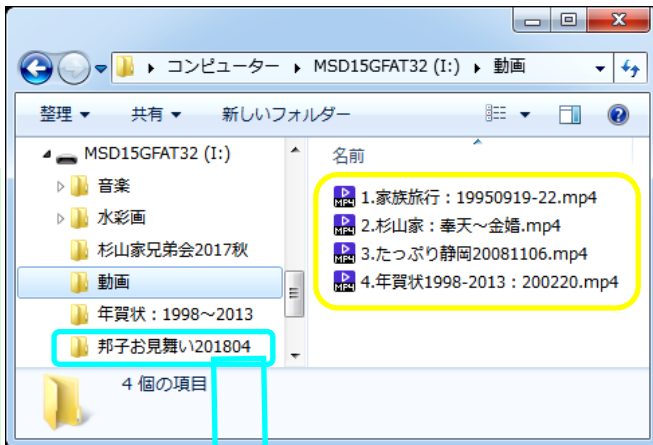 コンピューター ▸ MSD15GFAT32 (I:) ▸ 動画
整理 ▼ 共有 ▼ 新しいフォルダー
MSD15GFAT32 (I:)
音楽
水彩画
杉山家兄弟会2017秋
動画
年賀状：1998～2013
邦子お見舞い201804
名前
1.家族旅行：19950919-22.mp4
2.杉山家：奉天～金婚.mp4
3.たっぷり静岡20081106.mp4
4.年賀状1998-2013：200220.mp4
4 個の項目